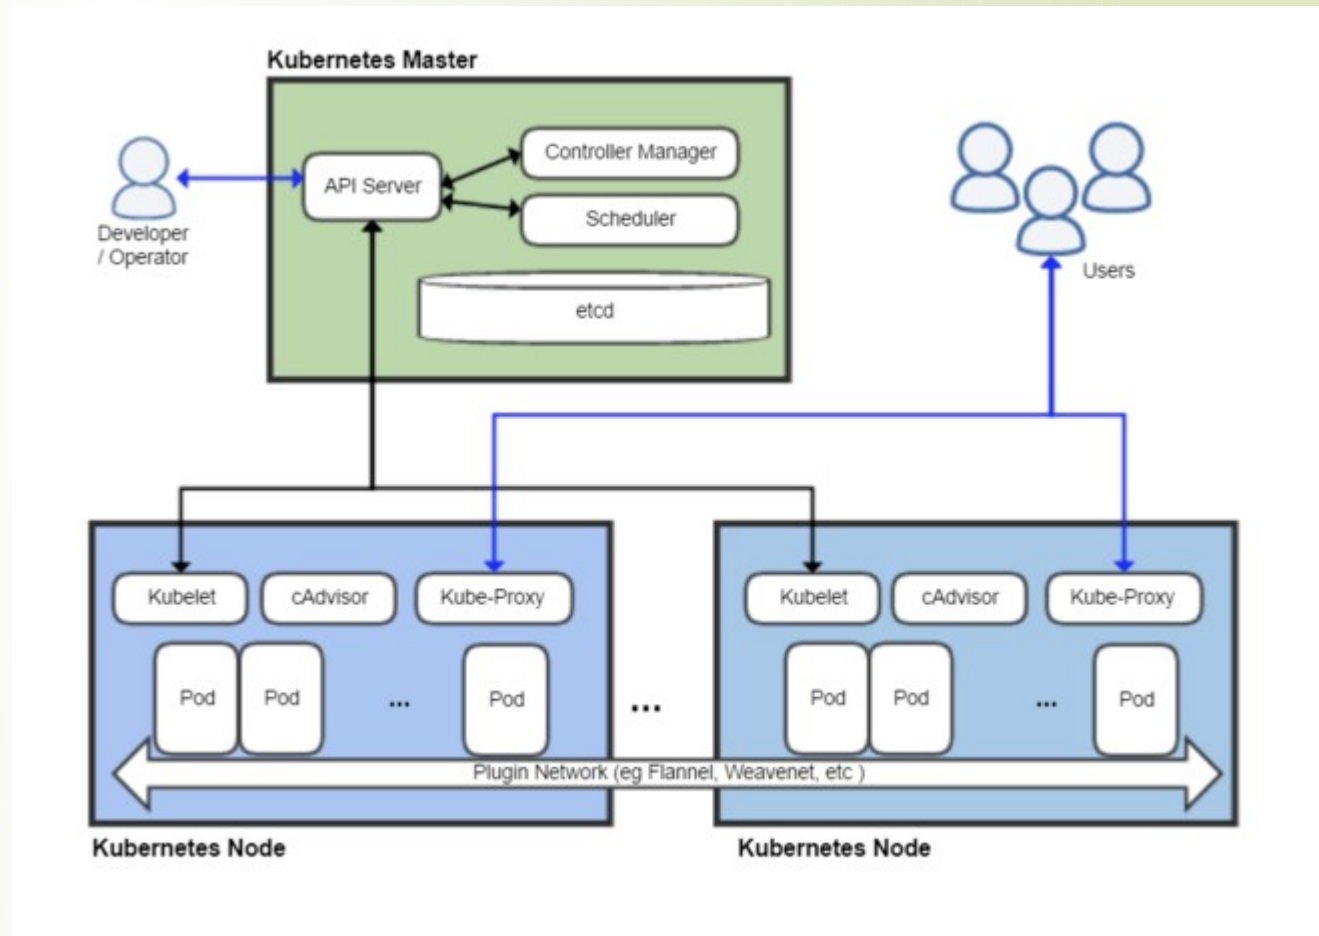 Kubernetes Master
Controller Manager
API Server
Scheduler
etcd
Developer
/ Operator
Users
Kubelet
cAdvisor
Kube-Proxy
Kubelet
cAdvisor
Kube-Proxy
Pod
Pod
...
Pod
...
Pod
Pod
...
Pod
Plugin Network (eg Flannel, Weavenet, etc )
Kubernetes Node
Kubernetes Node